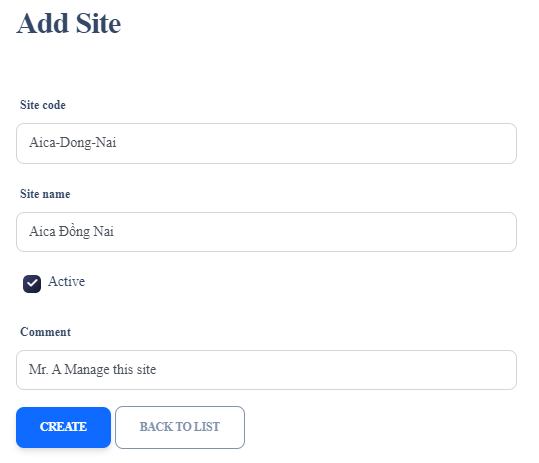 Add Site
Site code
Aica-Dong-Nai
Site name
Aica Đồng Nai
Active
Comment
Mr. A Manage this site
CREATE BACK TO LIST